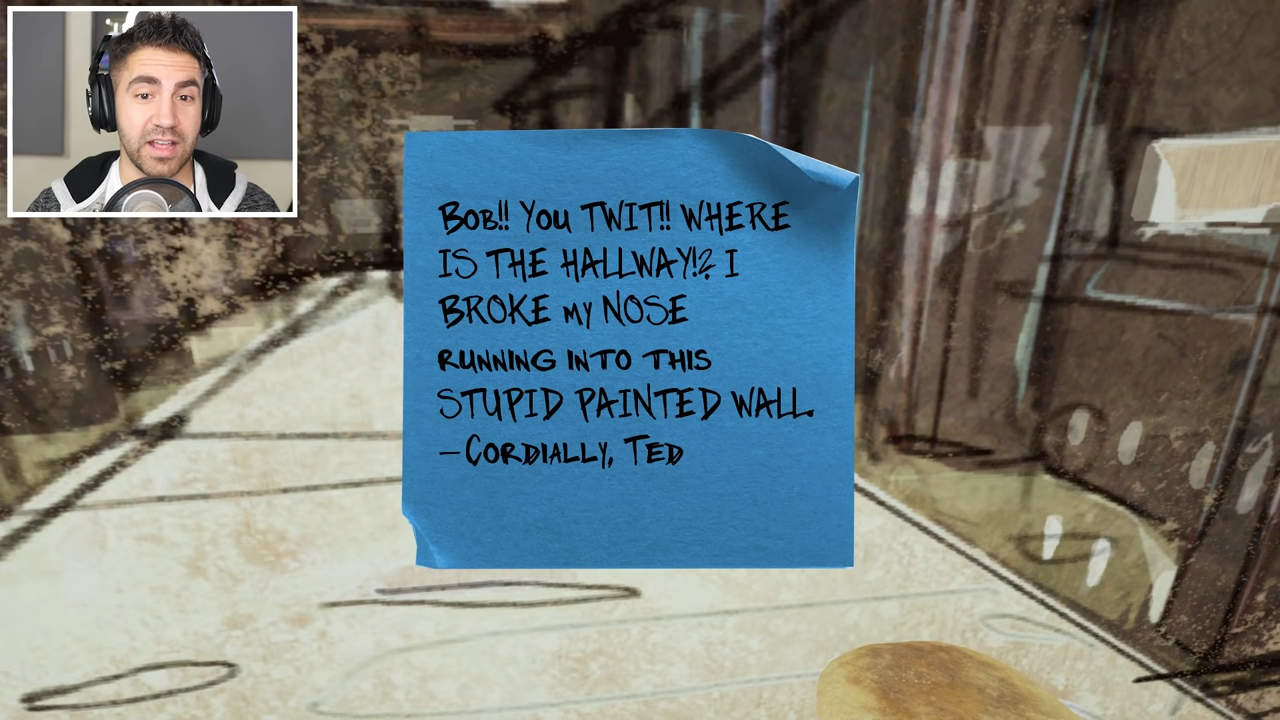 BOB!! YOU TWIT!! WHERE
IS THE HALLWAY!? I
BROKE MY NOSE
RUNNING INTO THIS
STUPID PAINTED WALL.
–CORDIALLY, TED